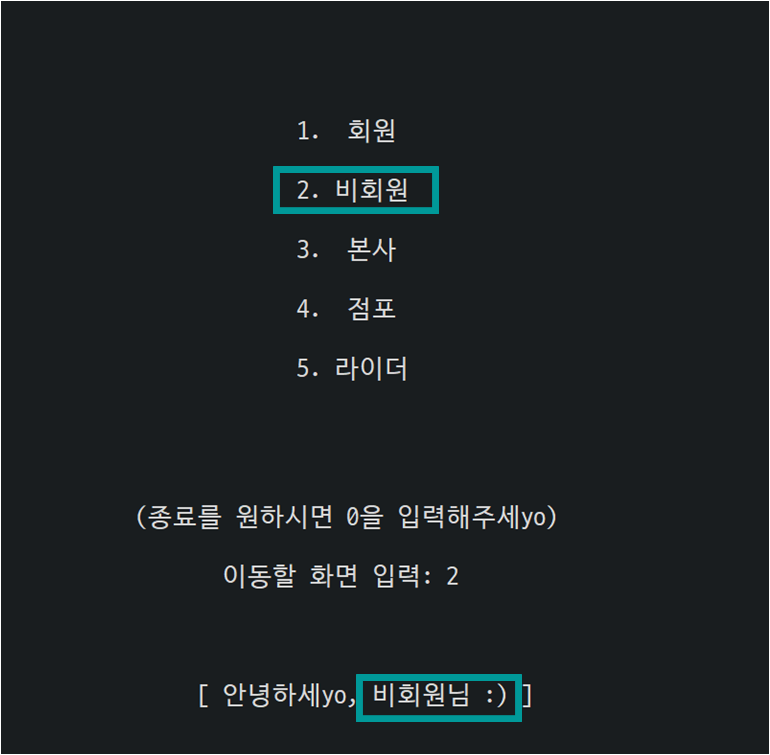 1. 회원
2. 비회원
3. 본사
4. 점포
5. 라이더
(종료를 원하시면 0을 입력해주세yo)
이동할 화면 입력: 2
[ 안녕하세yo, 비회원님 :) ]